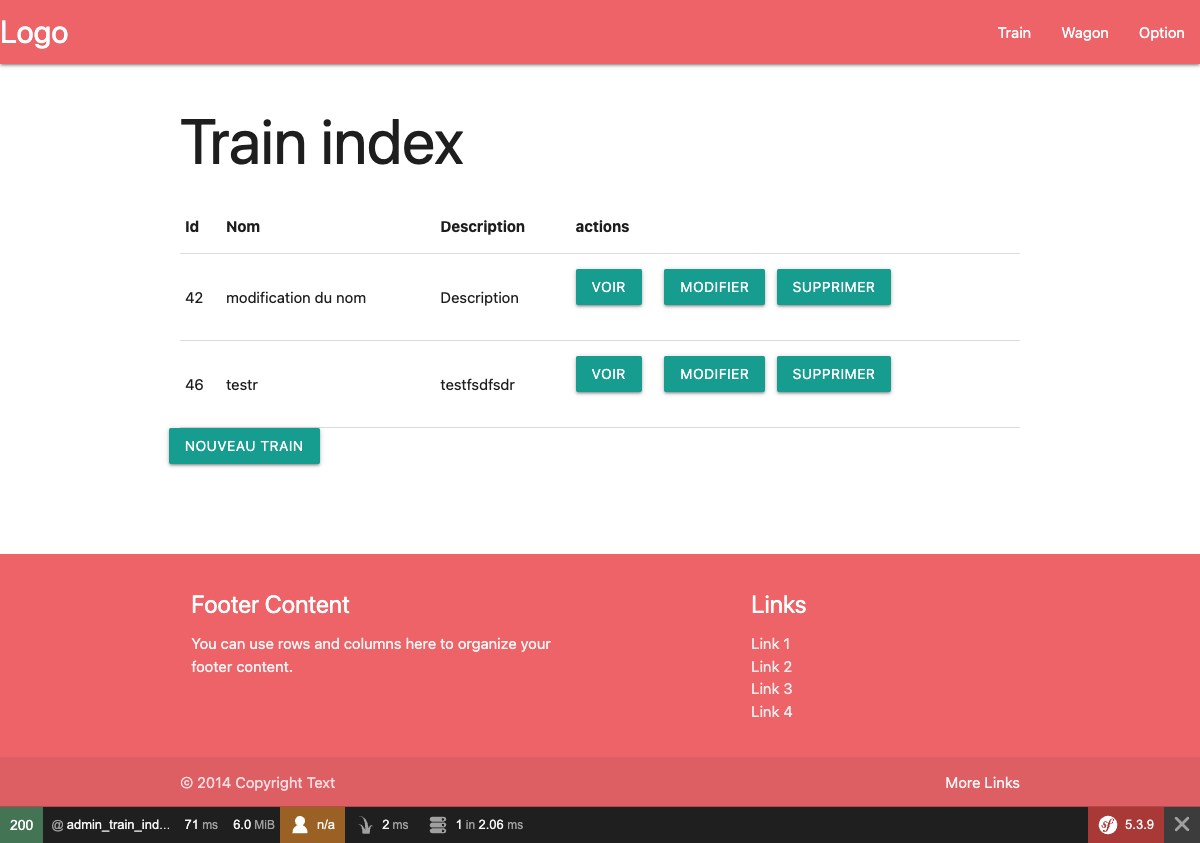 Logo
Train Wagon Option
Train index
Id Nom Description actions
42 modification du nom Description VOIR MODIFIER SUPPRIMER
46 testr testfsdfsdr VOIR MODIFIER SUPPRIMER
NOUVEAU TRAIN
Footer Content
You can use rows and columns here to organize your
footer content.
Links
Link 1
Link 2
Link 3
Link 4
© 2014 Copyright Text More Links
200 @ admin_train_ind... 71 ms 6.0 MiB n/a 2 ms 1 in 2.06 ms sf 5.3.9